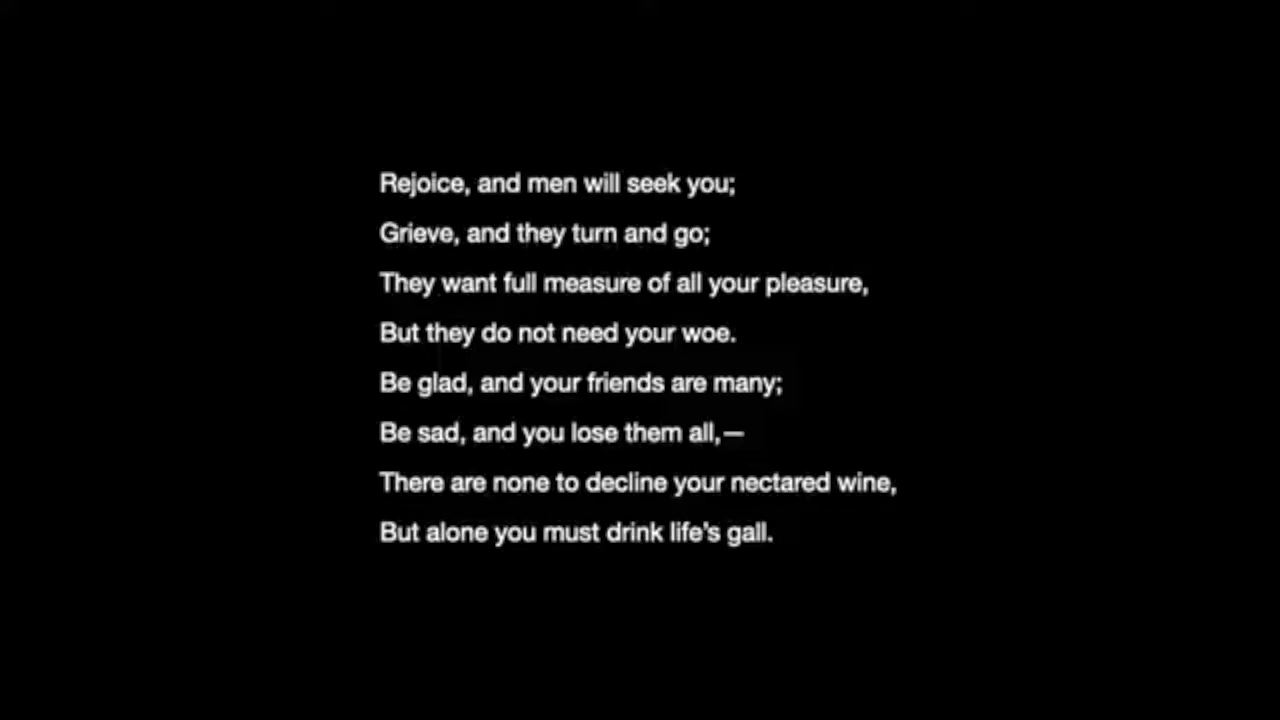 Rejoice, and men will seek you;
Grieve, and they turn and go;
They want full measure of all your pleasure,
But they do not need your woe.
Be glad, and your friends are many;
Be sad, and you lose them all,—
There are none to decline your nectared wine,
But alone you must drink life’s gall.